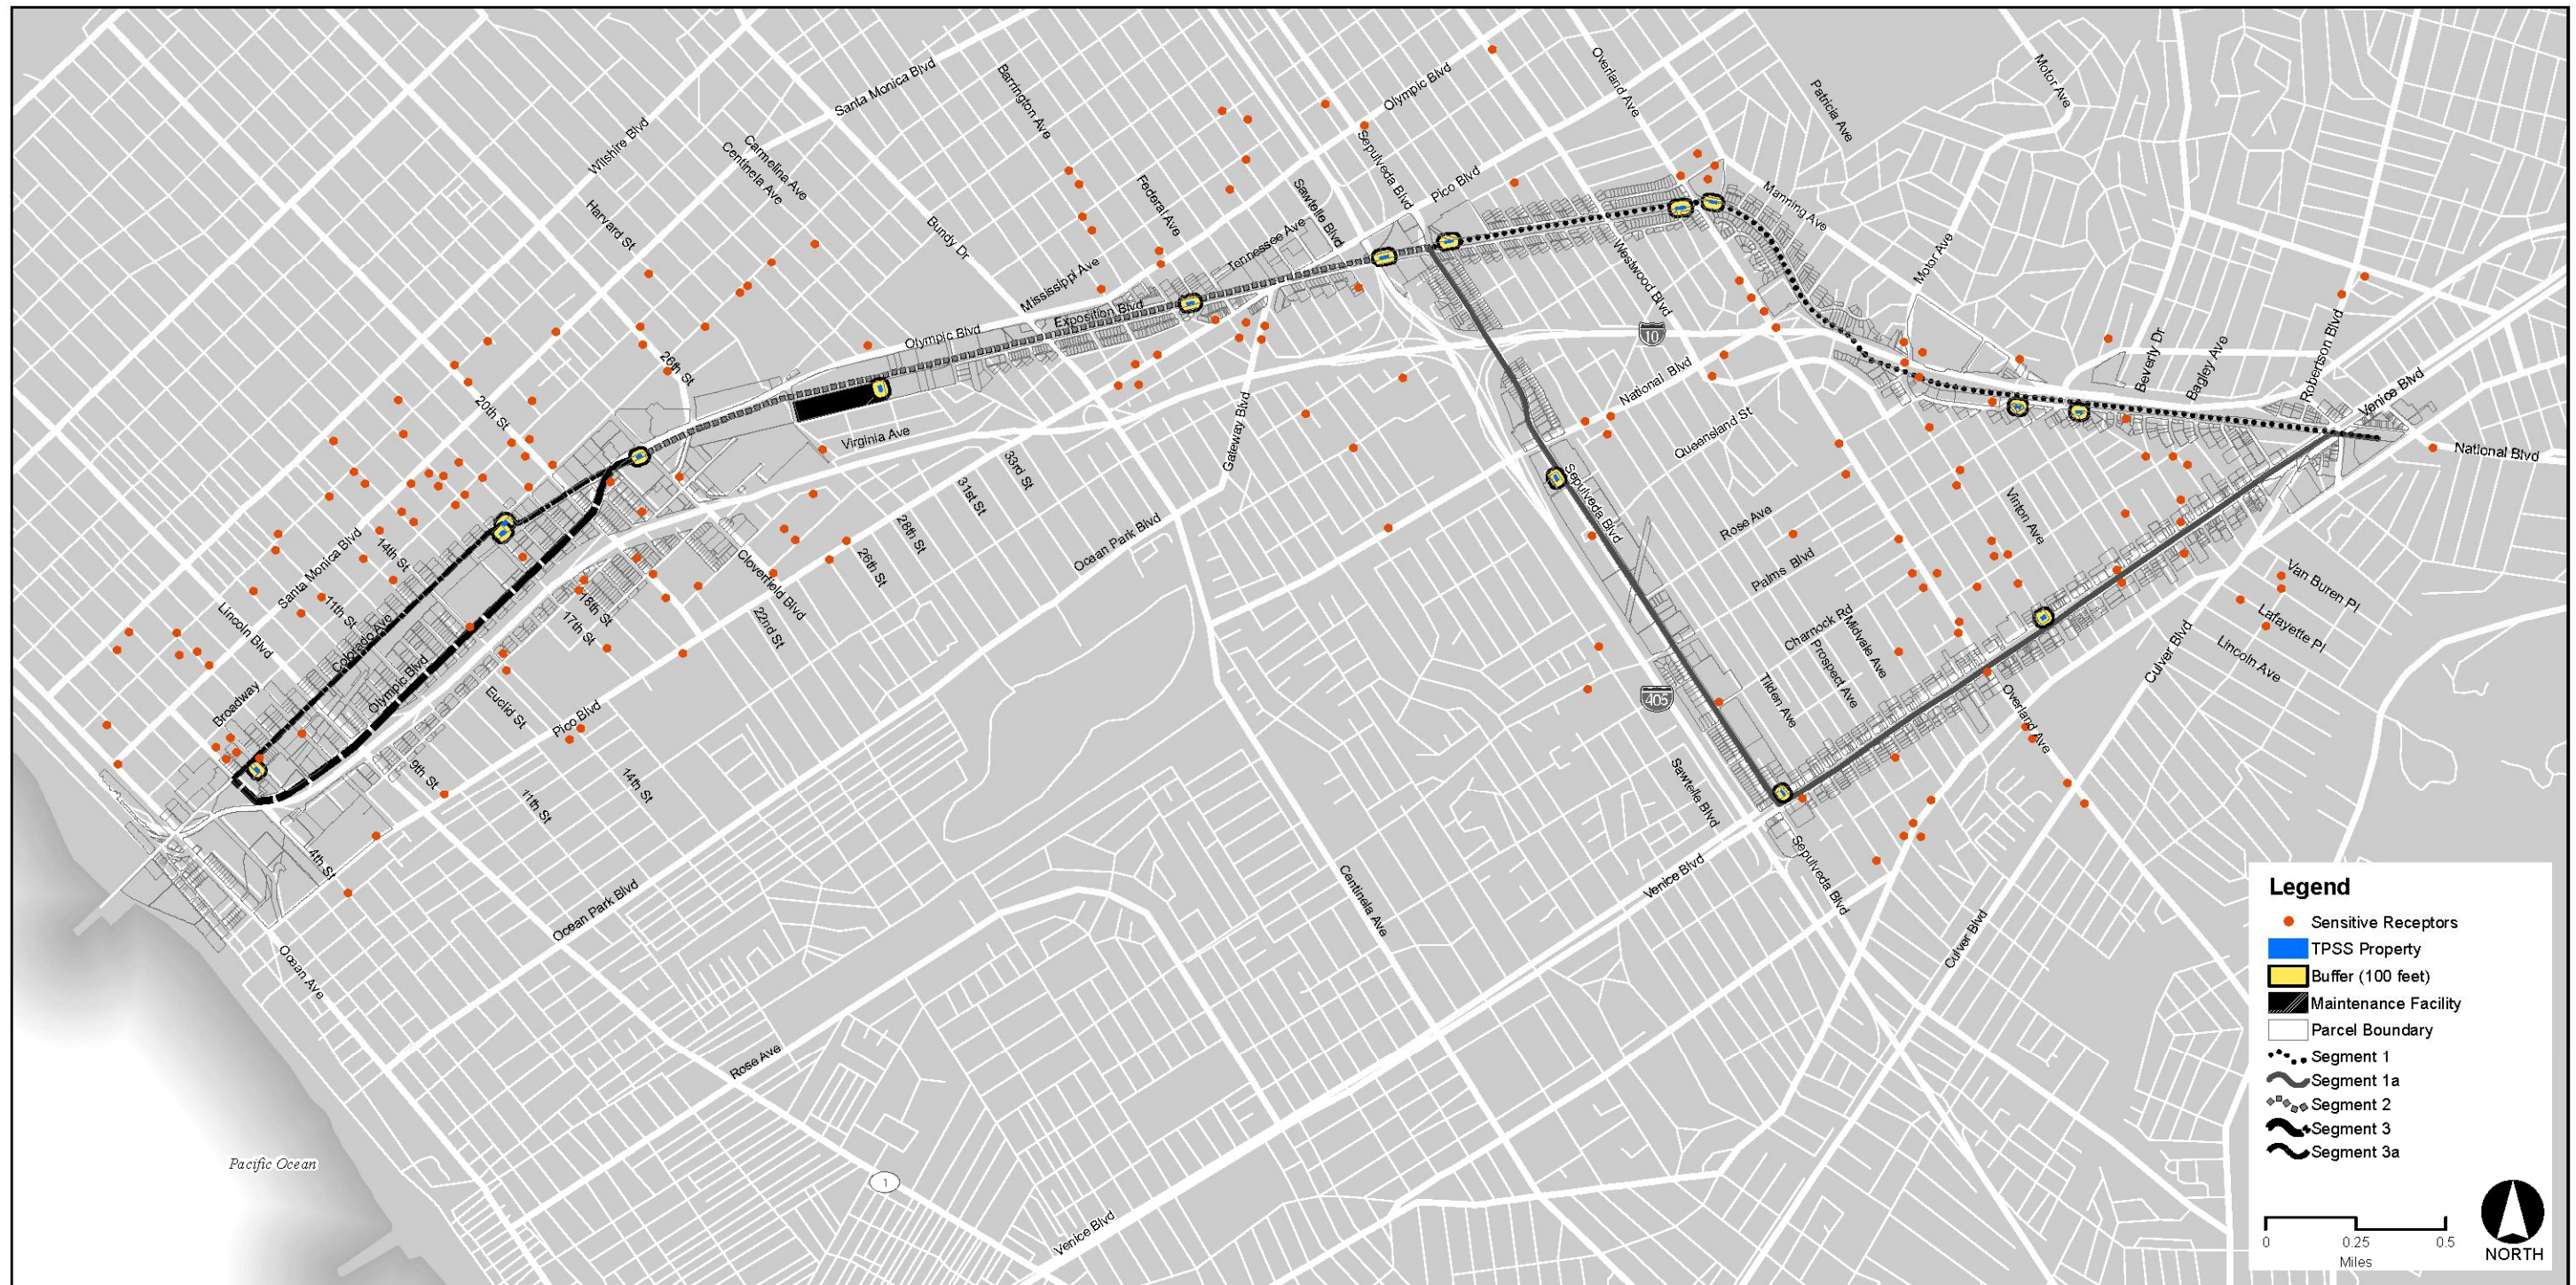 Wilshire Blvd
Santa Monica Blvd
Barrington Ave
Olympic Blvd
Overland Ave
Motor Ave
Patricia Ave
Carmelina Ave
Centinela Ave
Harvard St
Bundy Dr
Federal Ave
Sawtelle Blvd
Sepulveda Blvd
Pico Blvd
Tennessee Ave
Mississippi Ave
Exposition Blvd
Olympic Blvd
Westwood Blvd
Manning Ave
Motor Ave
10
National Blvd
Queensland St
Beverly Dr
Bagley Ave
Robertson Blvd
Venice Blvd
National Blvd
26th St
20th St
Virginia Ave
33rd St
31st St
28th St
26th St
Gateway Blvd
Ocean Park Blvd
Cloverfield Blvd
22nd St
Sepulveda Blvd
Rose Ave
Palms Blvd
Vinton Ave
Charnock Rd
Midvale Ave
Prospect Ave
Tilden Ave
Overland Ave
Culver Blvd
Van Buren Pl
Lafayette Pl
Lincoln Ave
Santa Monica Blvd
14th St
11th St
Lincoln Blvd
Colorado Ave
Olympic Blvd
Broadway
18th St
17th St
Euclid St
Pico Blvd
14th St
11th St
9th St
4th St
Ocean Park Blvd
Ocean Ave
405
Sawtelle Blvd
Venice Blvd
Sepulveda Blvd
Centinela Ave
Culver Blvd
Rose Ave
1
Venice Blvd
Pacific Ocean
Legend
Sensitive Receptors
TPSS Property
Buffer (100 feet)
Maintenance Facility
Parcel Boundary
Segment 1
Segment 1a
Segment 2
Segment 3
Segment 3a
0 0.25 0.5
Miles
NORTH